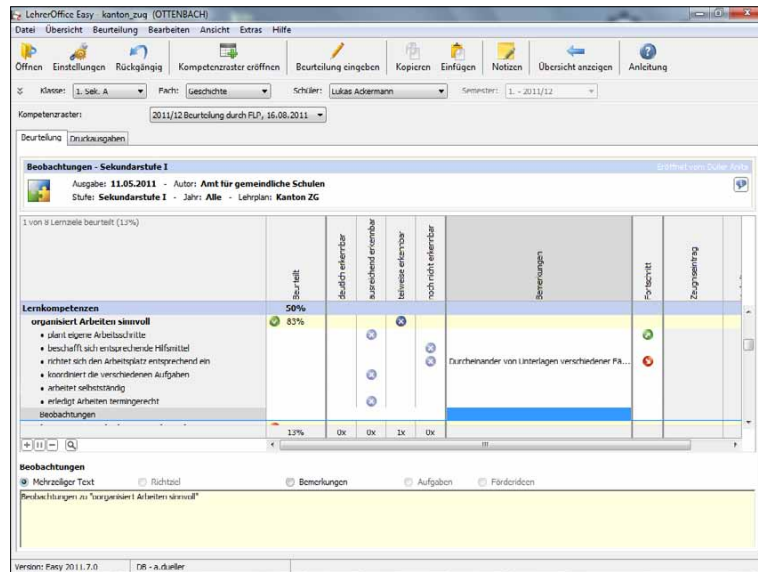 LehrerOffice Easy - kanton_zug (OTTENBACH)
Datei Übersicht Beurteilung Bearbeiten Ansicht Extras Hilfe
Öffnen Einstellungen Rückgängig Kompetenzraster eröffnen Beurteilung eingeben Kopieren Einfügen Notizen Übersicht anzeigen Anleitung
Klasse: 1. Sek. A Fach: Geschichte Schüler: Lukas Ackermann Semester: 1. - 2011/12
Kompetenzraster: 2011/12 Beurteilung durch FLP, 16.08.2011
Beurteilung Druckausgaben
Beobachtungen - Sekundarstufe I Eröffnet von: Düller Anita
Ausgabe: 11.05.2011 - Autor: Amt für gemeindliche Schulen
Stufe: Sekundarstufe I - Jahr: Alle - Lehrplan: Kanton ZG
1 von 8 Lernziele beurteilt (13%)
Beurteilt
deutlich erkennbar
ausreichend erkennbar
teilweise erkennbar
noch nicht erkennbar
Bemerkungen
Fortschritt
Zeugniseintrag
Lernkompetenzen 50%
organisiert Arbeiten sinnvoll 83%
• plant eigene Arbeitsschritte
• beschafft sich entsprechende Hilfsmittel
• richtet sich den Arbeitsplatz entsprechend ein Durcheinander von Unterlagen verschiedener Fä...
• koordiniert die verschiedenen Aufgaben
• arbeitet selbstständig
• erledigt Arbeiten termingerecht
Beobachtungen
13% 0x 0x 1x 0x
Beobachtungen
Mehrzeiliger Text Richtziel Bemerkungen Aufgaben Förderideen
Beobachtungen zu "oorganisiert Arbeiten sinnvoll"
Version: Easy 2011.7.0 DB - a.dueller